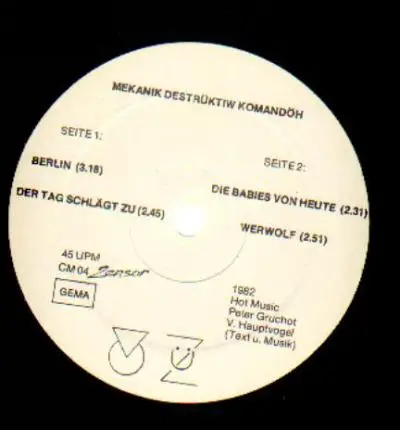 MEKANIK DESTRÜKTIW KOMANDÖH
SEITE 1:
BERLIN (3.18)
DER TAG SCHLÄGT ZU (2.45)
SEITE 2:
DIE BABIES VON HEUTE (2.31)
WERWOLF (2.51)
45 UPM
CM 04 Sensor
GEMA
1982
Hot Music
Peter Gruchot
V. Hauptvogel
(Text u. Musik)